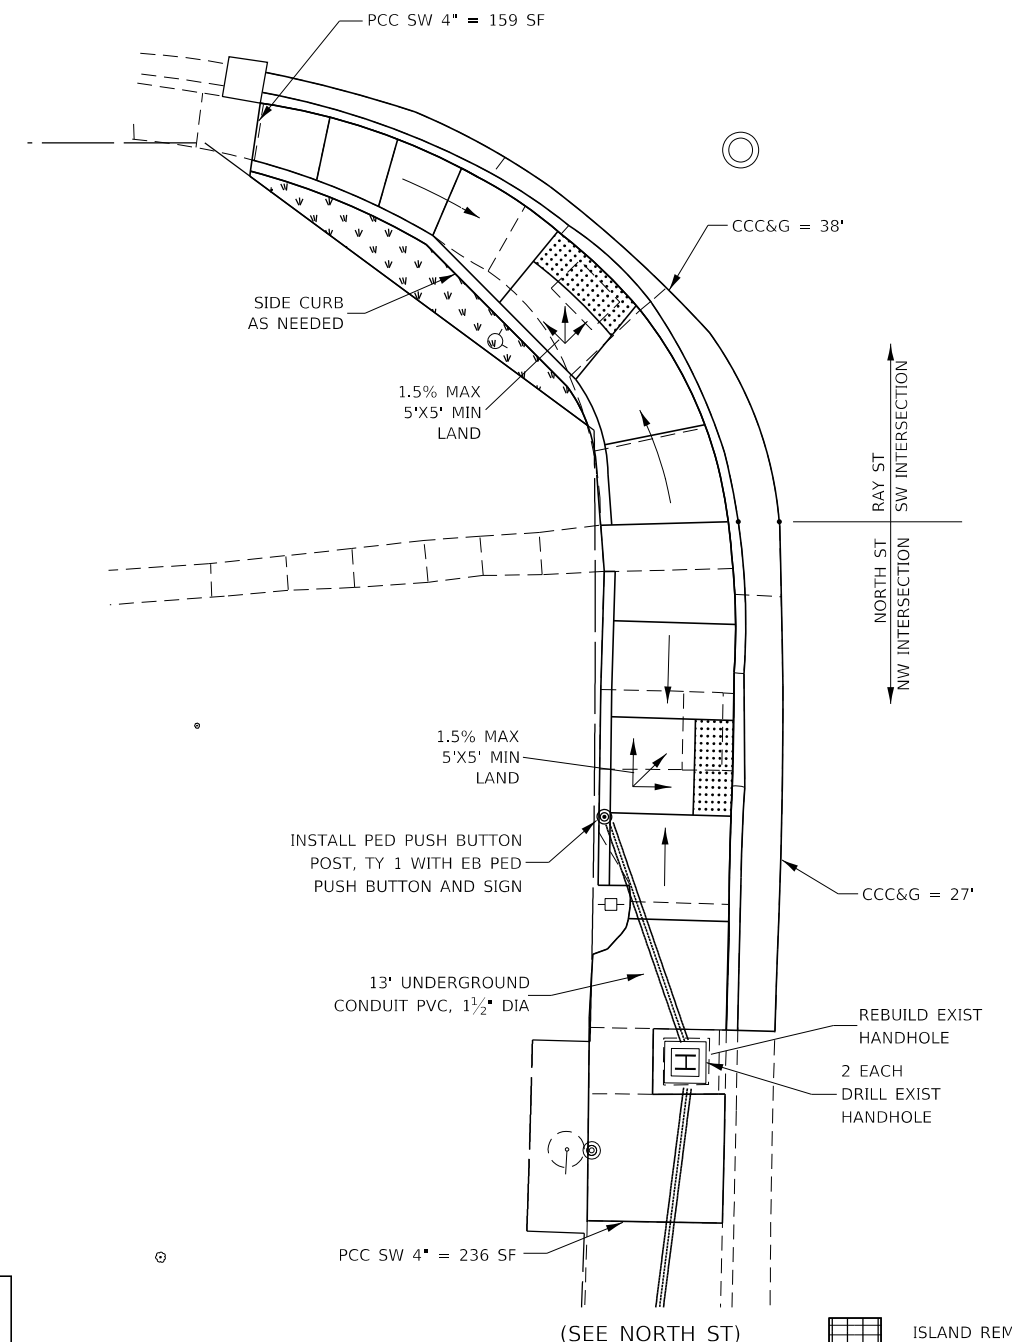 PCC SW 4" = 159 SF
CCC&G = 38'
SIDE CURB
AS NEEDED
1.5% MAX
5'X5' MIN
LAND
RAY ST
SW INTERSECTION
NORTH ST
NW INTERSECTION
1.5% MAX
5'X5' MIN
LAND
INSTALL PED PUSH BUTTON
POST, TY 1 WITH EB PED
PUSH BUTTON AND SIGN
CCC&G = 27'
13' UNDERGROUND
CONDUIT PVC, 1½" DIA
REBUILD EXIST
HANDHOLE
2 EACH
DRILL EXIST
HANDHOLE
H
PCC SW 4" = 236 SF
(SEE NORTH ST)
ISLAND REM